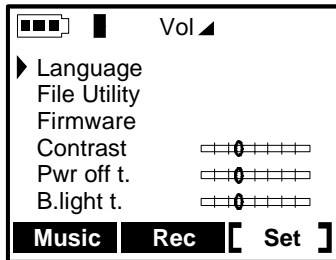 Vol
Language
File Utility
Firmware
Contrast
Pwr off t.
B.light t.
Music Rec [ Set ]